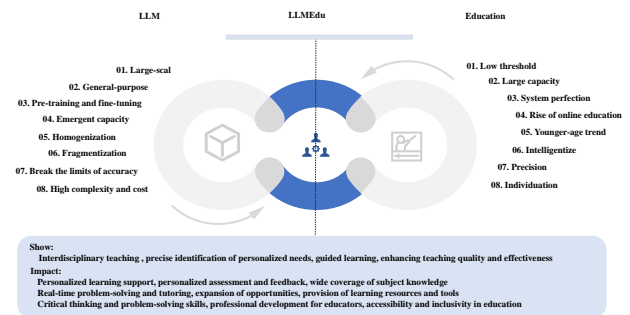 LLM
LLMEdu
Education
01. Large-scal
02. General-purpose
03. Pre-training and fine-tuning
04. Emergent capacity
05. Homogenization
06. Fragmentization
07. Break the limits of accuracy
08. High complexity and cost
01. Low threshold
02. Large capacity
03. System perfection
04. Rise of online education
05. Younger-age trend
06. Intelligentize
07. Precision
08. Individuation
Show:
Interdisciplinary teaching , precise identification of personalized needs, guided learning, enhancing teaching quality and effectiveness
Impact:
Personalized learning support, personalized assessment and feedback, wide coverage of subject knowledge
Real-time problem-solving and tutoring, expansion of opportunities, provision of learning resources and tools
Critical thinking and problem-solving skills, professional development for educators, accessibility and inclusivity in education